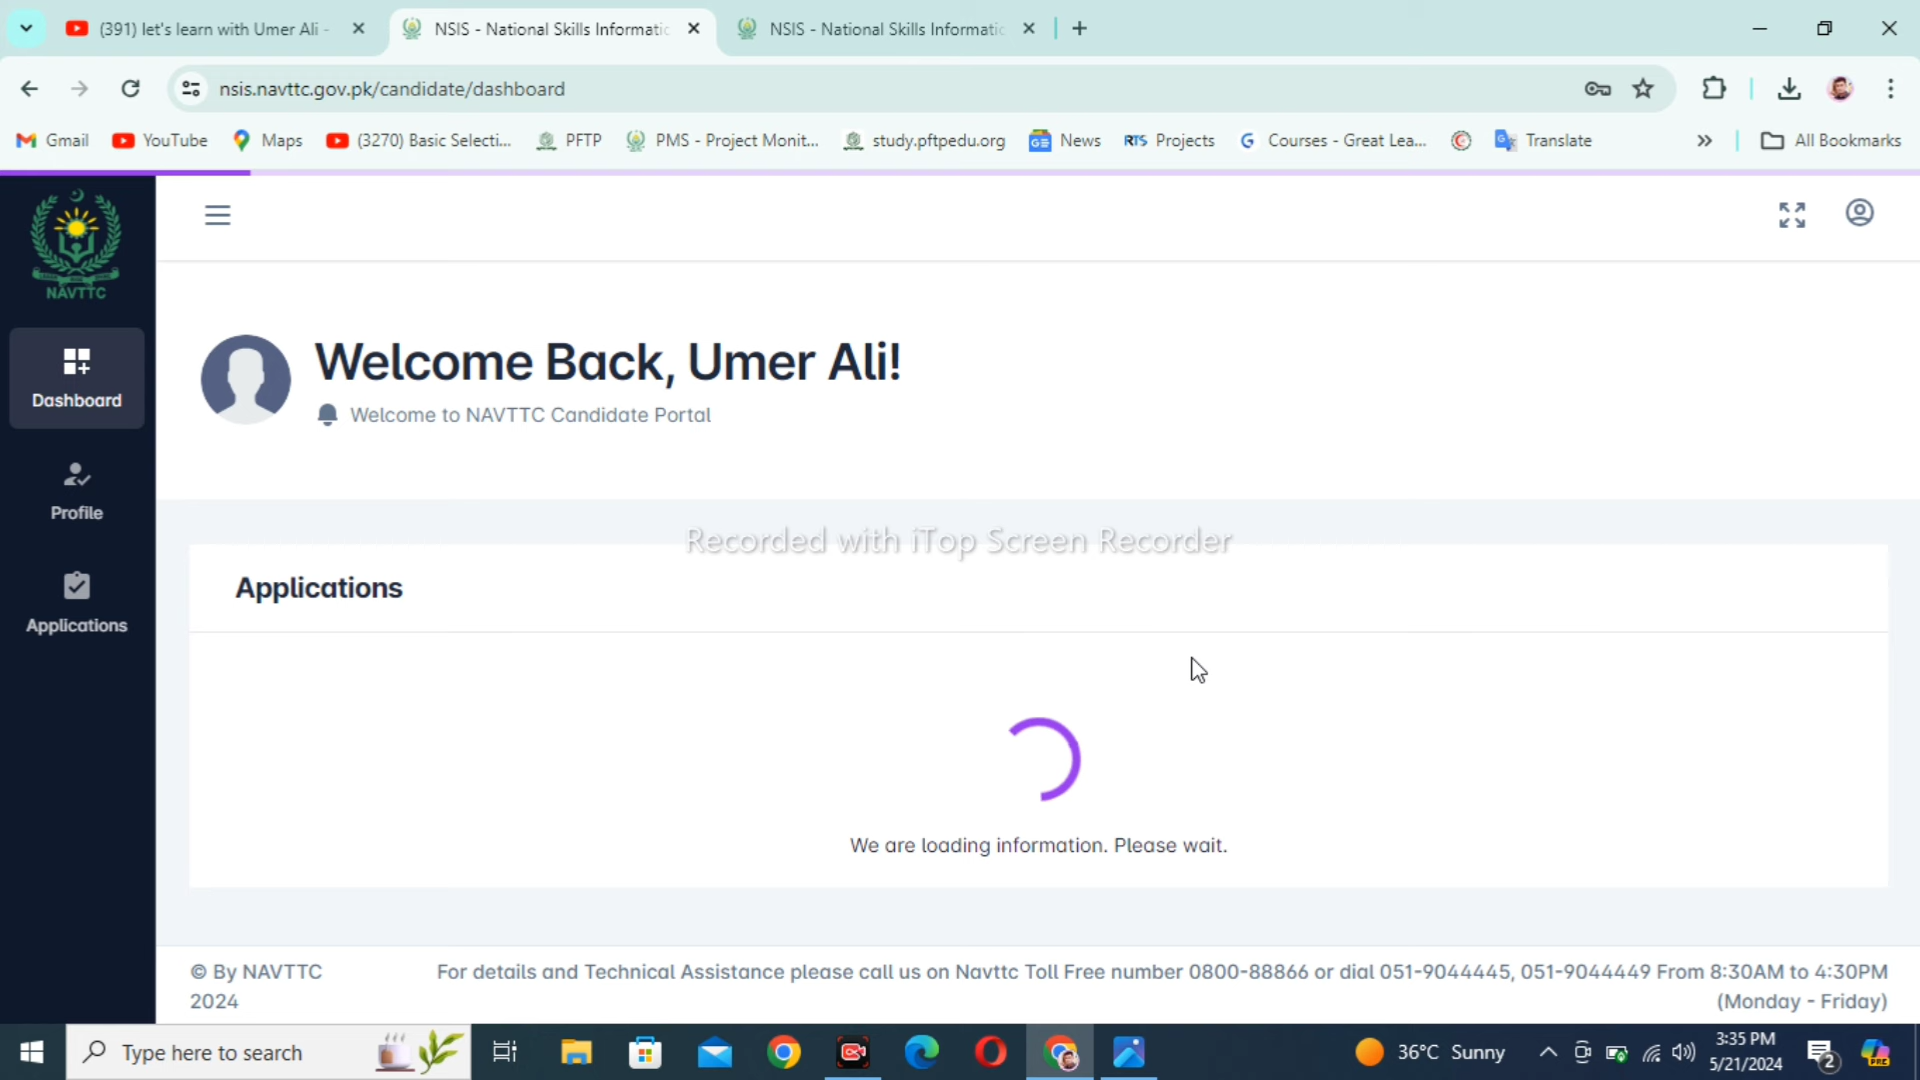 (391) let's learn with Umer Ali -
NSIS - National Skills Informatic
NSIS - National Skills Informatic
nsis.navttc.gov.pk/candidate/dashboard
Gmail
YouTube
Maps
(3270) Basic Selecti...
PFTP
PMS - Project Monit...
study.pftpedu.org
News
RTS Projects
Courses - Great Lea...
Translate
All Bookmarks
NAVTTC
Dashboard
Profile
Applications
Welcome Back, Umer Ali!
Welcome to NAVTTC Candidate Portal
Recorded with iTop Screen Recorder
Applications
We are loading information. Please wait.
© By NAVTTC
2024
For details and Technical Assistance please call us on Navttc Toll Free number 0800-88866 or dial 051-9044445, 051-9044449 From 8:30AM to 4:30PM
(Monday - Friday)
Type here to search
36°C Sunny
3:35 PM
5/21/2024
2
PRE